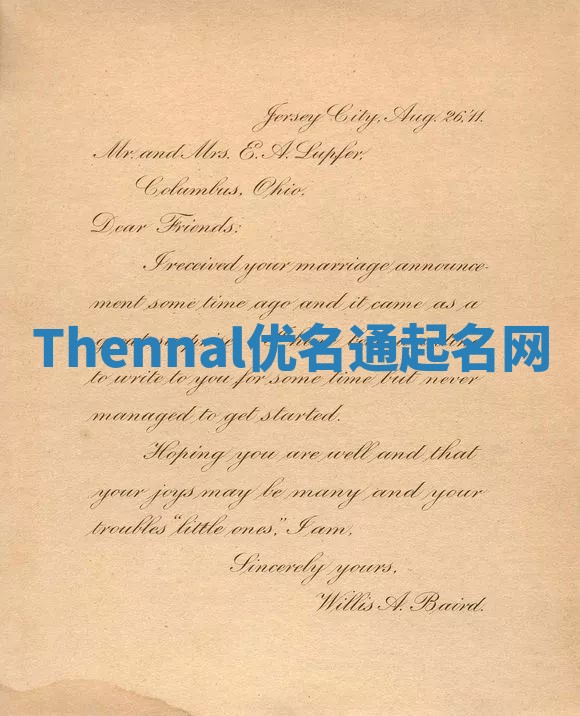 Jersey City, Aug. 26, '11.
Mr. and Mrs. E. A. Lupfer,
Columbus, Ohio.
Dear Friends:
I received your marriage announce-
ment some time ago and it came as a
Thennal优名通起名网
to write to you for some time but never
managed to get started.
Hoping you are well and that
your joys may be many and your
troubles "little ones," I am,
Sincerely yours,
Willis A. Baird.